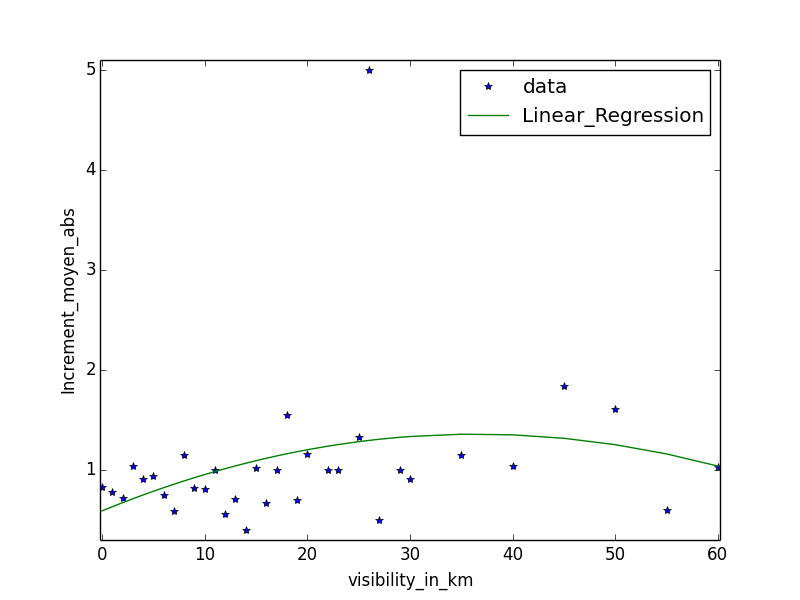 data
Linear_Regression
5
4
3
2
1
Increment_moyen_abs
0 10 20 30 40 50 60
visibility_in_km